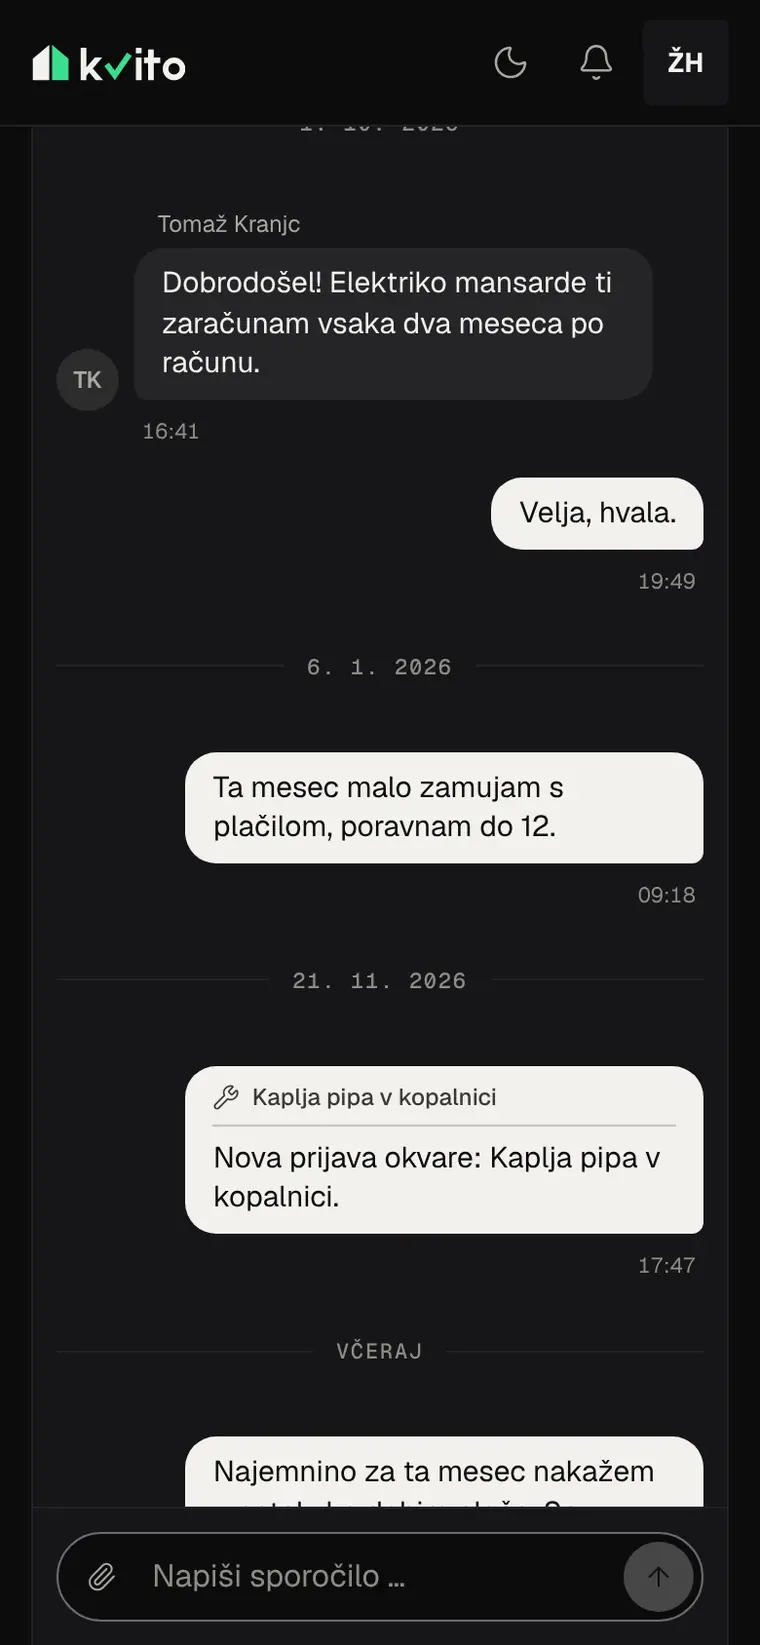 kvito
ŽH
Tomaž Kranjc
Dobrodošel! Elektriko mansarde ti
zaračunam vsaka dva meseca po
računu.
TK
16:41
Velja, hvala.
19:49
6. 1. 2026
Ta mesec malo zamujam s
plačilom, poravnam do 12.
09:18
21. 11. 2026
Kaplja pipa v kopalnici
Nova prijava okvare: Kaplja pipa v
kopalnici.
17:47
VČERAJ
Najemnino za ta mesec nakažem
Napiši sporočilo ...